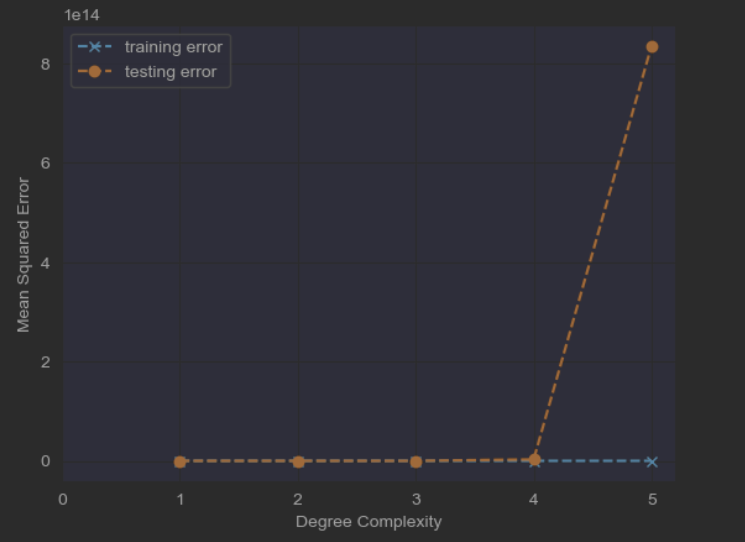 1e14
training error
testing error
8
6
4
2
0
Mean Squared Error
0 1 2 3 4 5
Degree Complexity